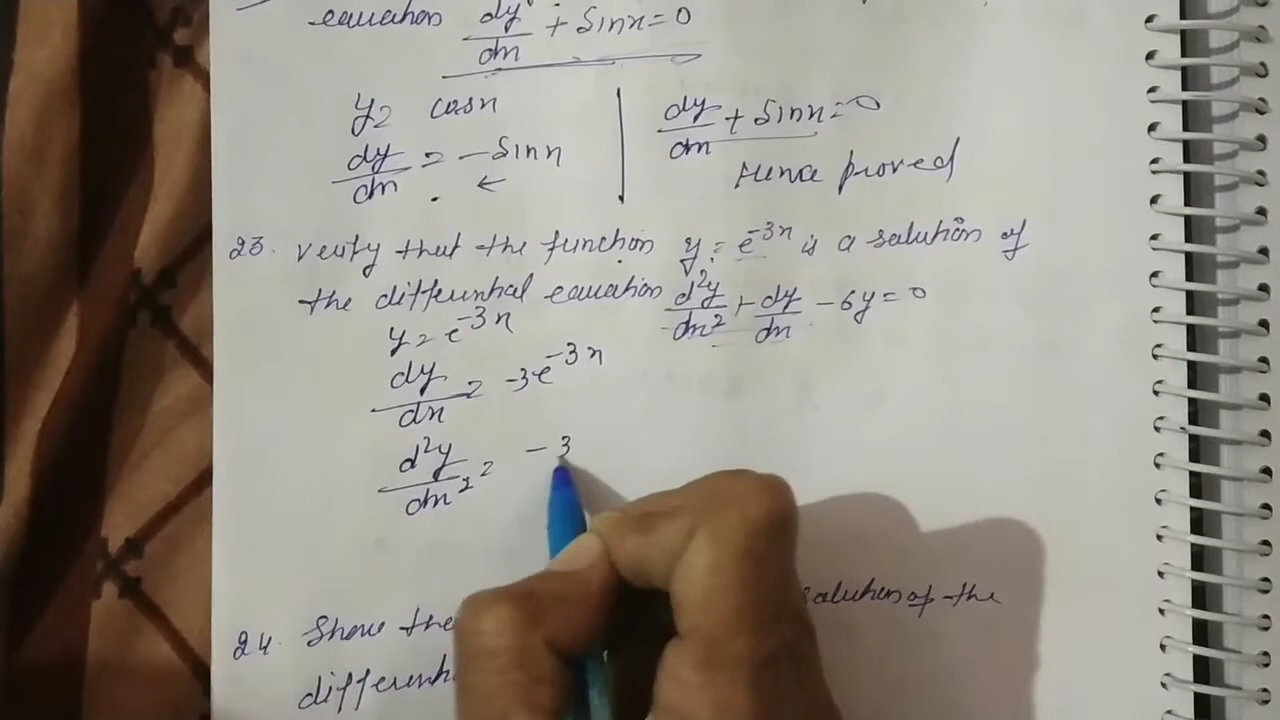 equation dy/dx + sinx = 0
y = cosx
dy/dx = -sinx
dy/dx + sinx = 0
Hence proved
23. Verify that the function y = e^-3x is a solution of
the differential equation d²y/dx² + dy/dx - 6y = 0
y = e^-3x
dy/dx = -3e^-3x
d²y/dx² = -3
24. Show the solution of the
differenti